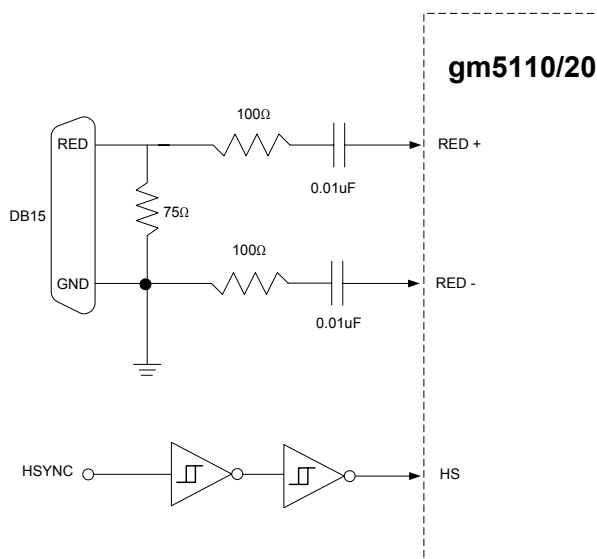 gm5110/20
100Ω
RED
RED +
0.01uF
75Ω
DB15
100Ω
GND
RED -
0.01uF
HSYNC
HS